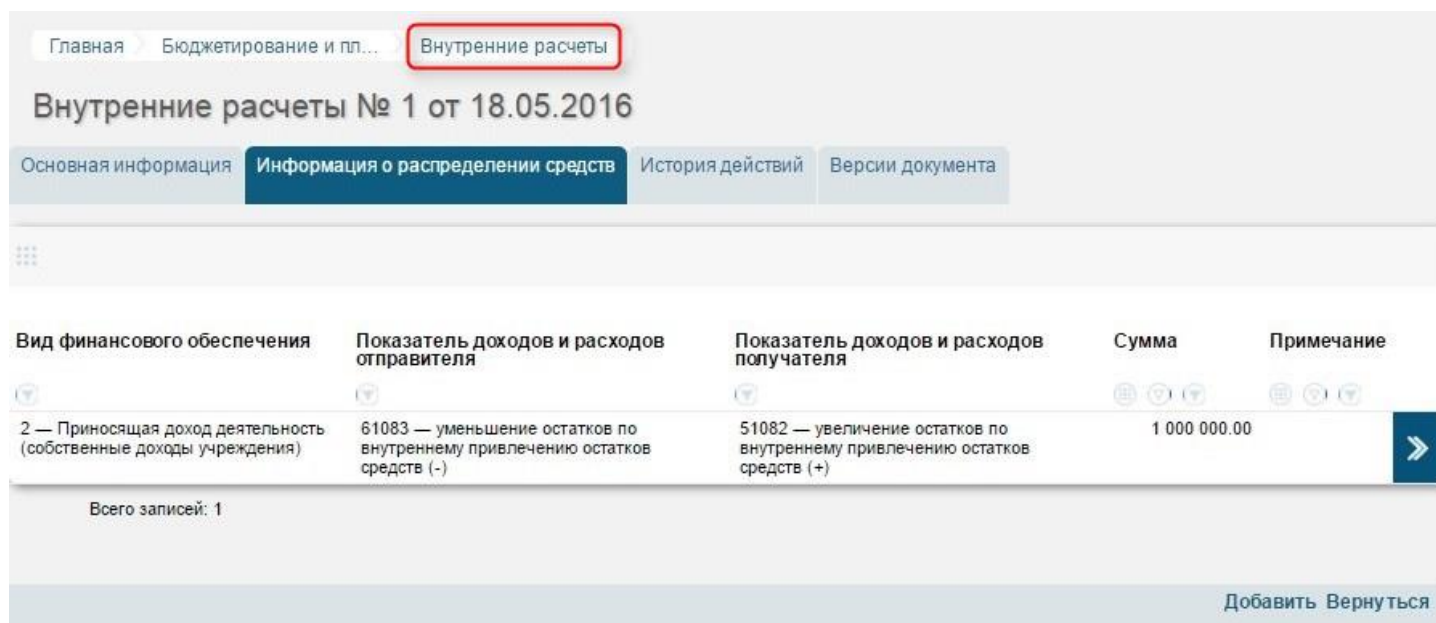 Главная Бюджетирование и пл... Внутренние расчеты
Внутренние расчеты № 1 от 18.05.2016
Основная информация Информация о распределении средств История действий Версии документа
Вид финансового обеспечения Показатель доходов и расходов Показатель доходов и расходов Сумма Примечание
отправителя получателя
2 — Приносящая доход деятельность 61083 — уменьшение остатков по 51082 — увеличение остатков по 1 000 000.00
(собственные доходы учреждения) внутреннему привлечению остатков внутреннему привлечению остатков
средств (-) средств (+)
Всего записей: 1
Добавить Вернуться